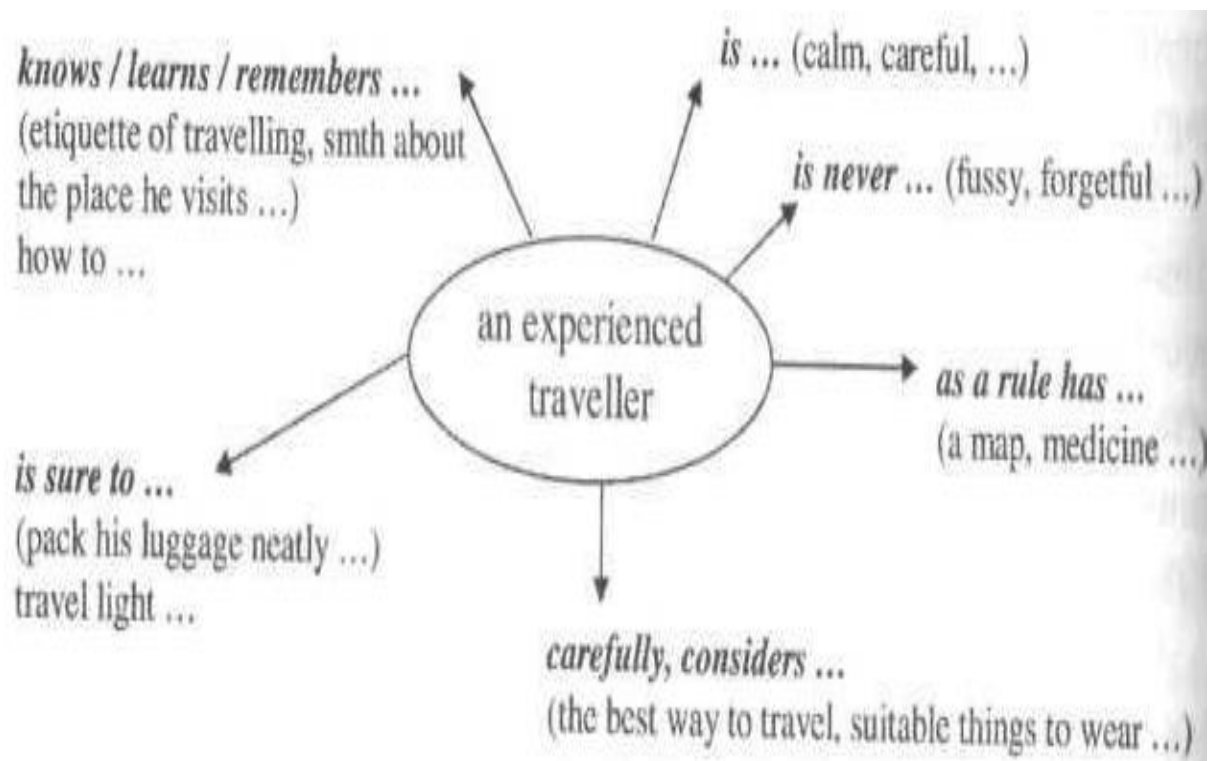 knows / learns / remembers ...
(etiquette of travelling, smth about
the place he visits ...)
how to ...
is ... (calm, careful, ...)
is never ... (fussy, forgetful ...)
an experienced
traveller
as a rule has ...
(a map, medicine ...)
is sure to ...
(pack his luggage neatly ...)
travel light ...
carefully, considers ...
(the best way to travel, suitable things to wear ...)